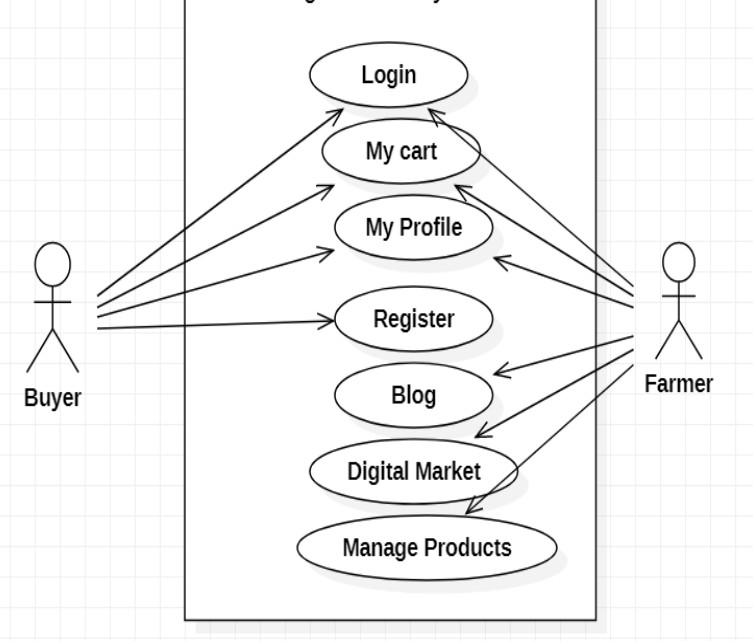 Login
My cart
My Profile
Register
Blog
Digital Market
Manage Products
Buyer
Farmer